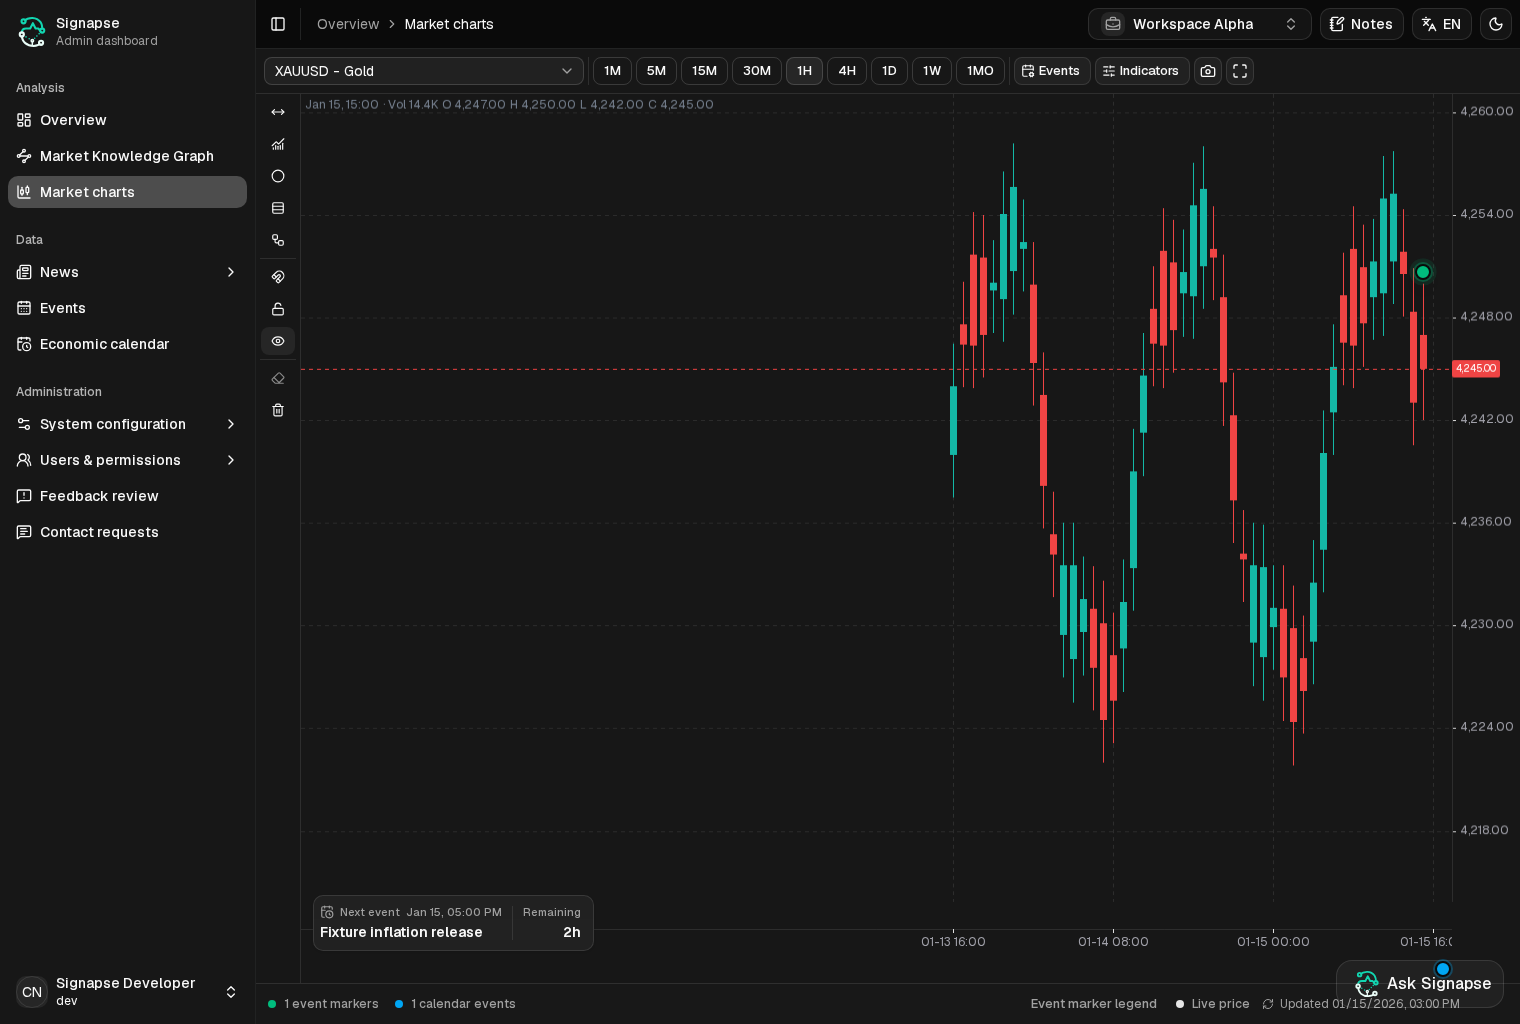 Signapse
Admin dashboard
Analysis
Overview
Market Knowledge Graph
Market charts
Data
News
Events
Economic calendar
Administration
System configuration
Users & permissions
Feedback review
Contact requests
CN
Signapse Developer
dev
Overview
Market charts
Workspace Alpha
Notes
EN
XAUUSD - Gold
1M
5M
15M
30M
1H
4H
1D
1W
1MO
Events
Indicators
Jan 15, 15:00 · Vol 14.4K O 4,247.00 H 4,250.00 L 4,242.00 C 4,245.00
4,260.00
4,254.00
4,248.00
4,245.00
4,242.00
4,236.00
4,230.00
4,224.00
4,218.00
Next event Jan 15, 05:00 PM
Remaining
Fixture inflation release
2h
01-13 16:00
01-14 08:00
01-15 00:00
01-15 16:0
Ask Signapse
1 event markers
1 calendar events
Event marker legend
Live price
Updated 01/15/2026, 03:00 PM